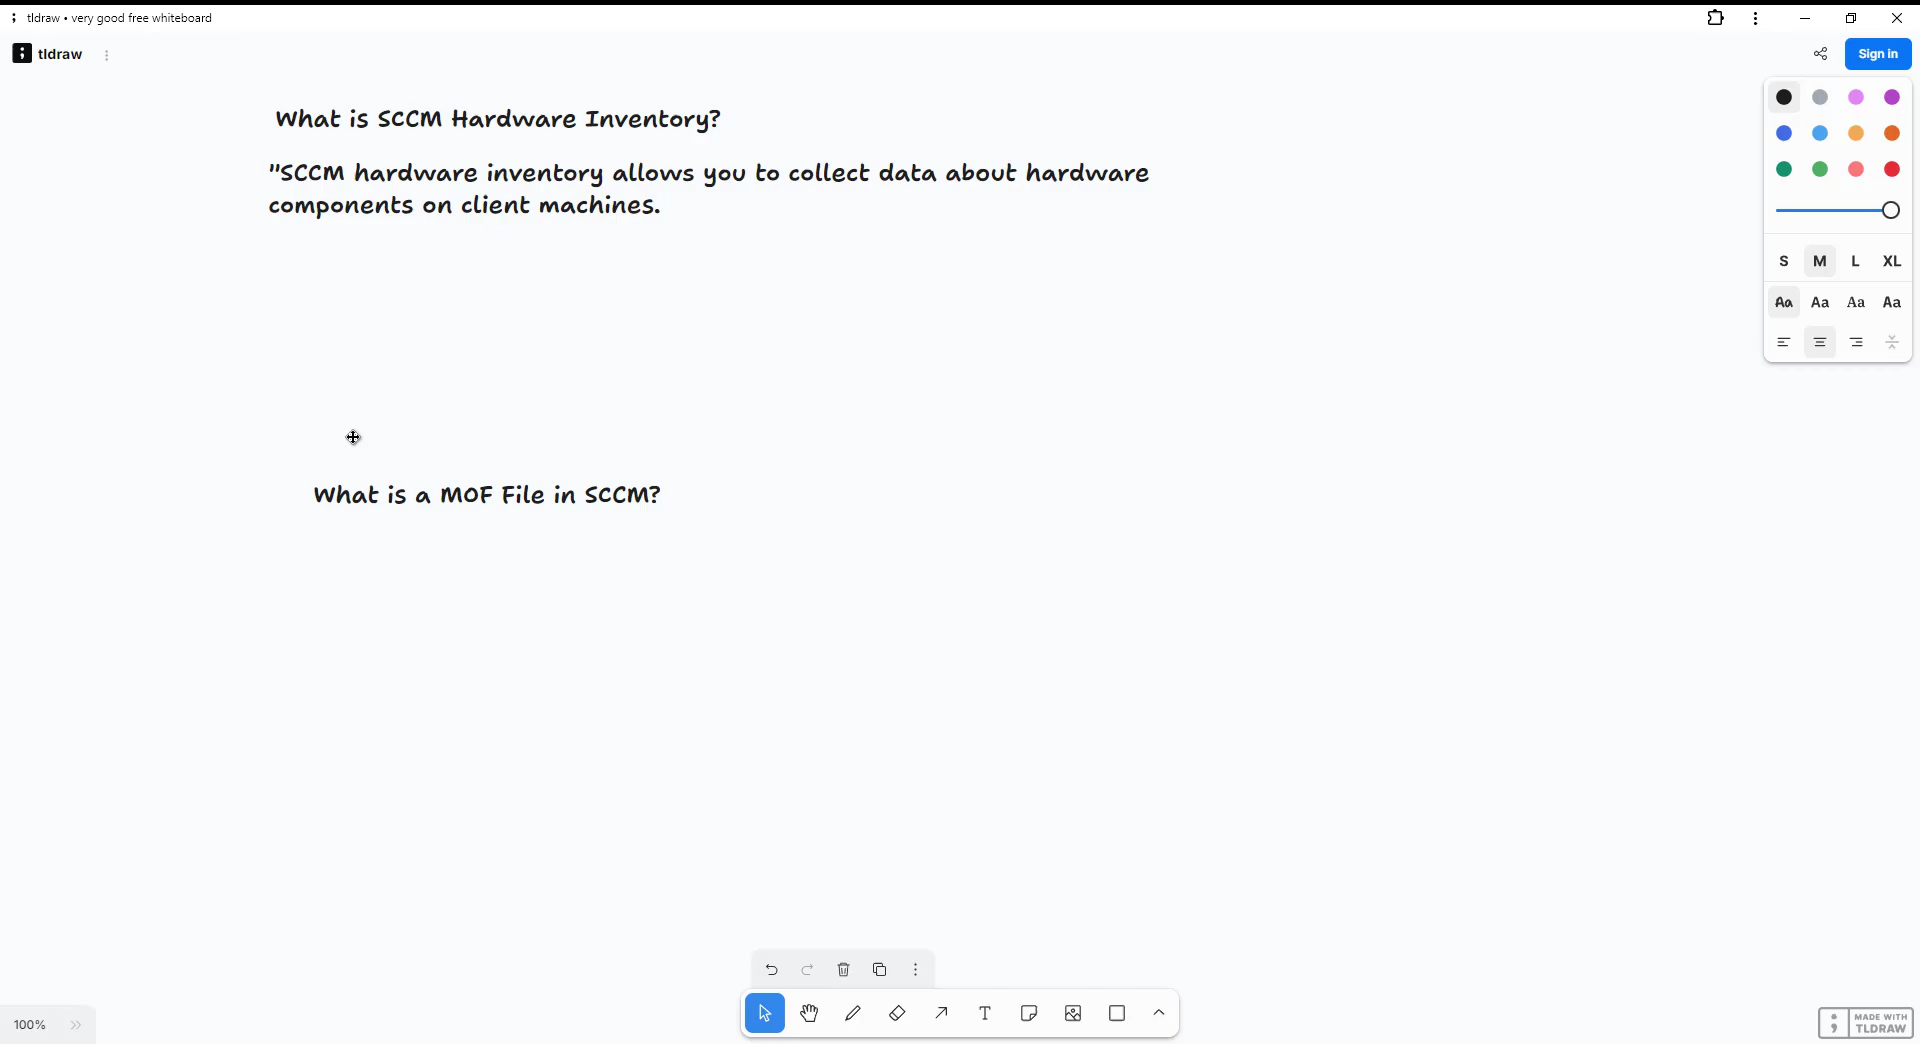 tldraw • very good free whiteboard
tldraw
Sign in
What is SCCM Hardware Inventory?
"SCCM hardware inventory allows you to collect data about hardware
components on client machines.
S M L XL
Aa Aa Aa Aa
What is a MOF File in SCCM?
T
100%
MADE WITH
TLDRAW